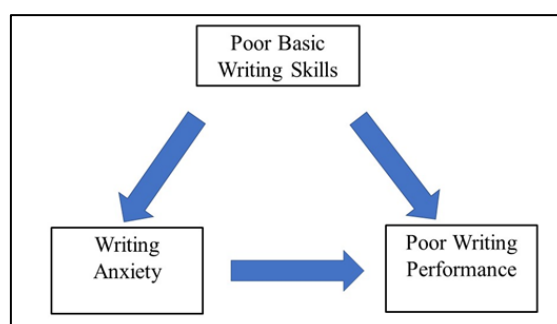 Poor Basic
Writing Skills
Writing
Anxiety
Poor Writing
Performance